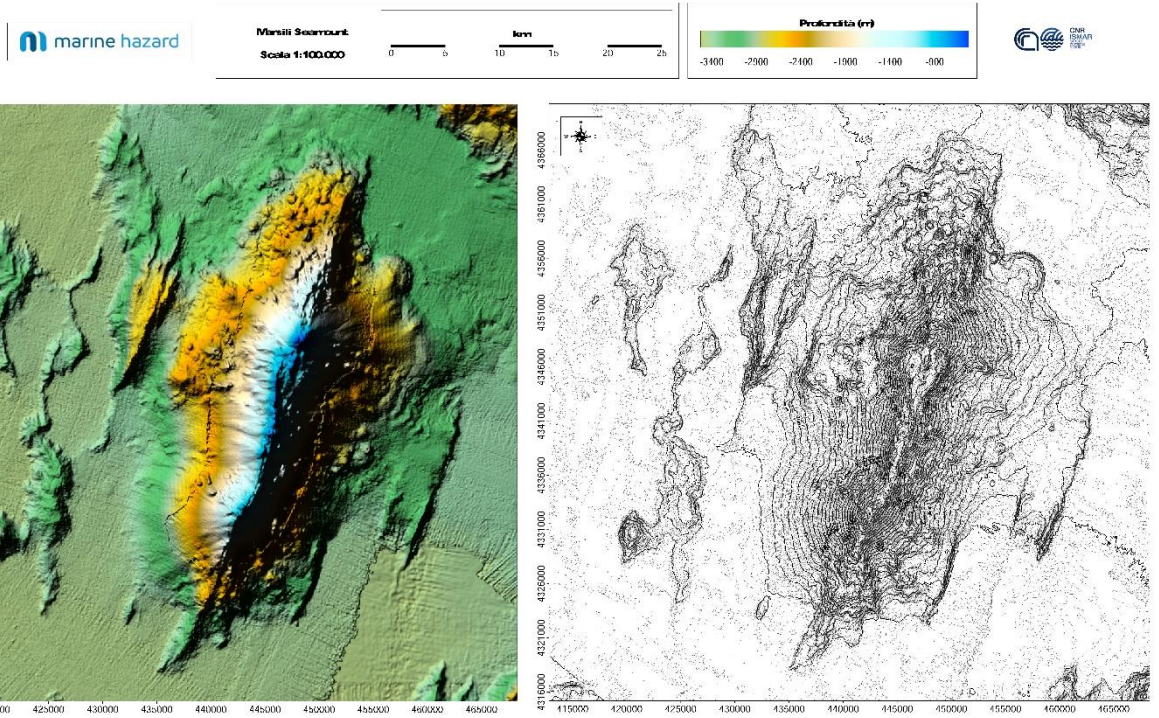 marine hazard
Marsili Seamount
Scala 1:100.000
km
0 5 10 15 20 25
Profondità (m)
-3400 -2900 -2400 -1900 -1400 -900
CNR
ISMAR
4366000
4361000
4356000
4351000
4346000
4341000
4336000
4331000
4326000
4321000
4316000
425000 430000 435000 440000 445000 450000 455000 460000 465000
415000 420000 425000 430000 435000 440000 445000 450000 455000 460000 465000